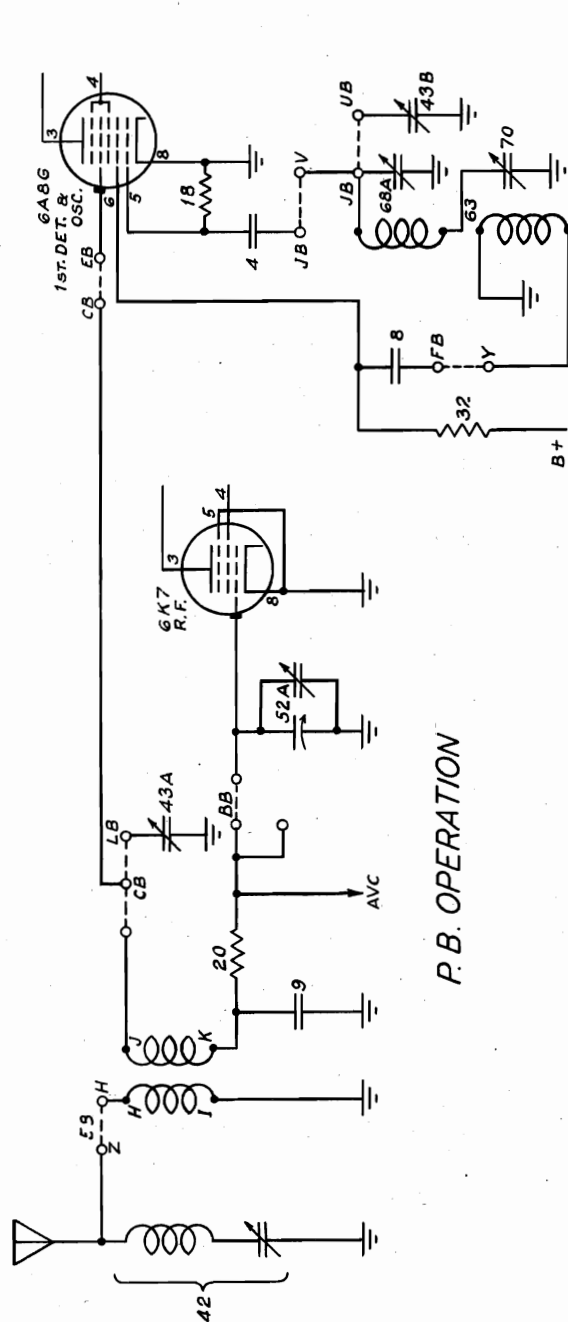 42
E9
Z
H
H
I
J
K
20
9
LB
CB
43A
AVC
BB
52A
6K7
R.F.
3
5
4
8
CB
EB
6A8G
1ST. DET. &
OSC.
3
4
6
5
8
18
4
JB
V
JB
UB
68A
43B
63
70
8
FB
Y
32
B+
P. B. OPERATION